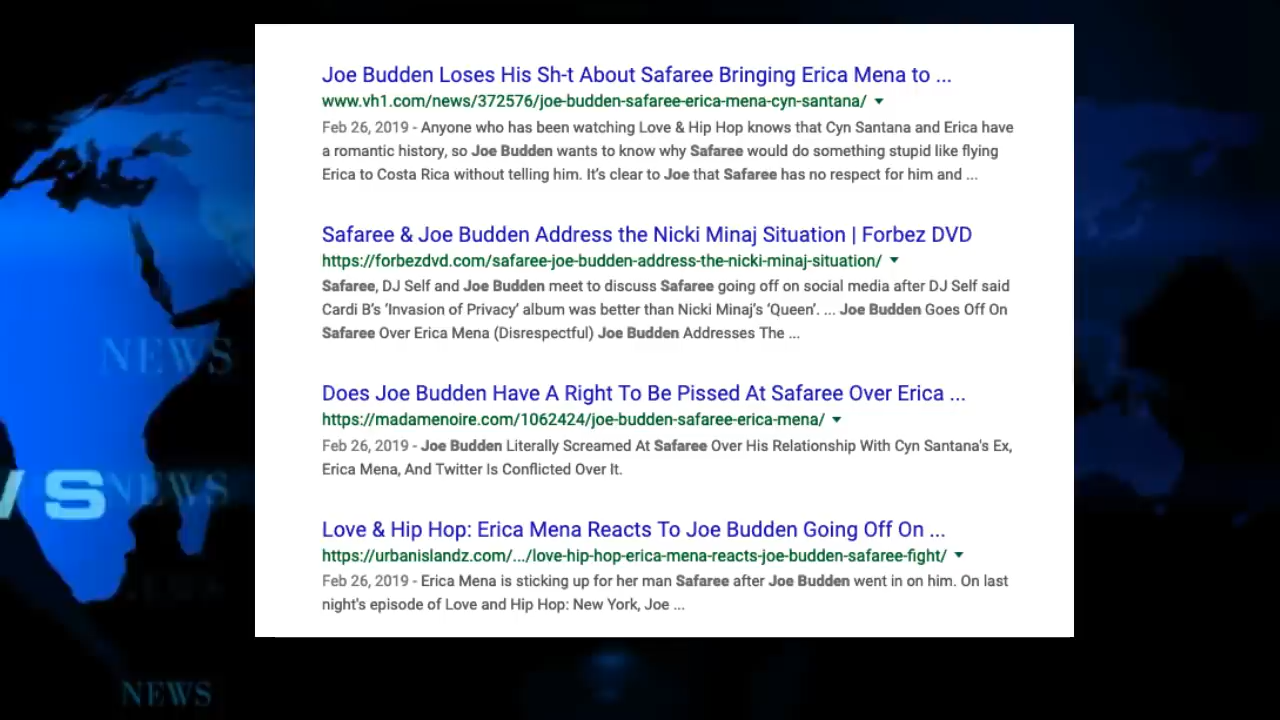 Joe Budden Loses His Sh-t About Safaree Bringing Erica Mena to ...
www.vh1.com/news/372576/joe-budden-safaree-erica-mena-cyn-santana/
Feb 26, 2019 - Anyone who has been watching Love & Hip Hop knows that Cyn Santana and Erica have
a romantic history, so Joe Budden wants to know why Safaree would do something stupid like flying
Erica to Costa Rica without telling him. It's clear to Joe that Safaree has no respect for him and ...
Safaree & Joe Budden Address the Nicki Minaj Situation | Forbez DVD
https://forbezdvd.com/safaree-joe-budden-address-the-nicki-minaj-situation/
Safaree, DJ Self and Joe Budden meet to discuss Safaree going off on social media after DJ Self said
Cardi B's 'Invasion of Privacy' album was better than Nicki Minaj's 'Queen'. ... Joe Budden Goes Off On
Safaree Over Erica Mena (Disrespectful) Joe Budden Addresses The ...
Does Joe Budden Have A Right To Be Pissed At Safaree Over Erica ...
https://madamenoire.com/1062424/joe-budden-safaree-erica-mena/
Feb 26, 2019 - Joe Budden Literally Screamed At Safaree Over His Relationship With Cyn Santana's Ex,
Erica Mena, And Twitter Is Conflicted Over It.
Love & Hip Hop: Erica Mena Reacts To Joe Budden Going Off On ...
https://urbanislandz.com/.../love-hip-hop-erica-mena-reacts-joe-budden-safaree-fight/
Feb 26, 2019 - Erica Mena is sticking up for her man Safaree after Joe Budden went in on him. On last
night's episode of Love and Hip Hop: New York, Joe ...
NEWS
S
NEWS
NEWS